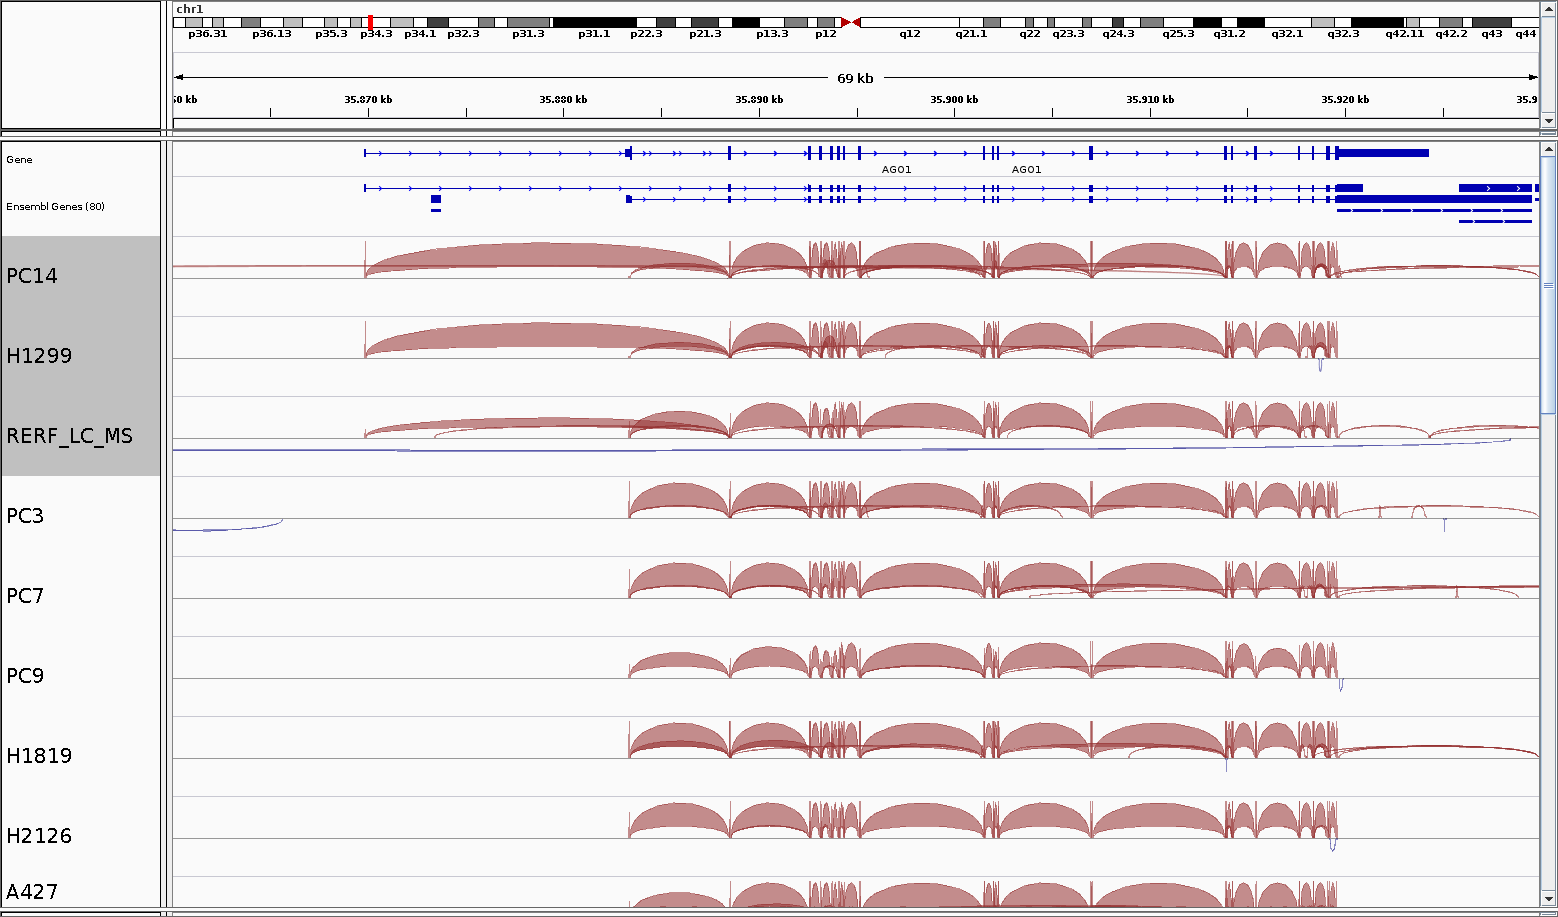 chr1
p36.31 p36.13 p35.3 p34.3 p34.1 p32.3 p31.3 p31.1 p22.3 p21.3 p13.3 p12 q12 q21.1 q22 q23.3 q24.3 q25.3 q31.2 q32.1 q32.3 q42.11 q42.2 q43 q44
69 kb
50 kb 35.870 kb 35.880 kb 35.890 kb 35.900 kb 35.910 kb 35.920 kb 35.9
Gene
AGO1 AGO1
Ensembl Genes (80)
PC14
H1299
RERF_LC_MS
PC3
PC7
PC9
H1819
H2126
A427